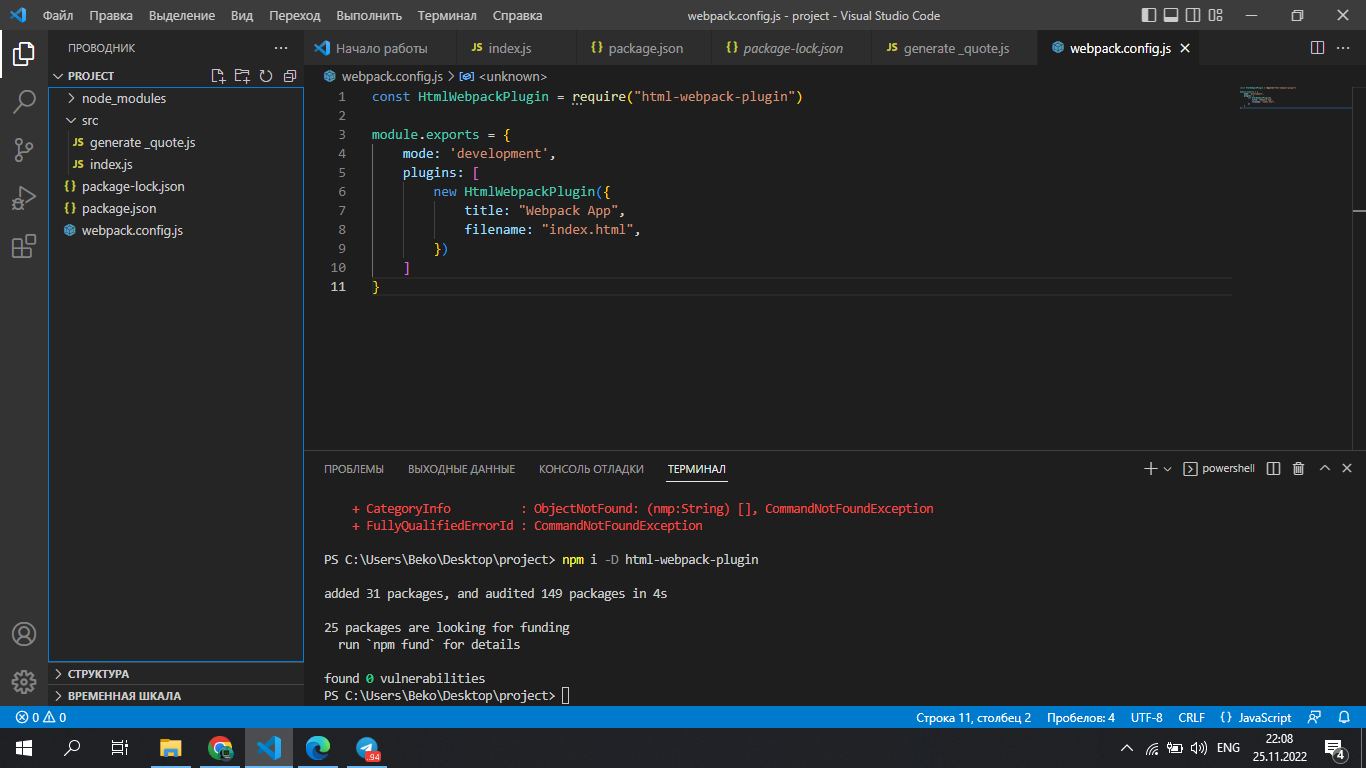 Файл Правка Выделение Вид Переход Выполнить Терминал Справка webpack.config.js - project - Visual Studio Code
ПРОВОДНИК
PROJECT
node_modules
src
generate _quote.js
index.js
package-lock.json
package.json
webpack.config.js
СТРУКТУРА
ВРЕМЕННАЯ ШКАЛА
Начало работы JS index.js {} package.json {} package-lock.json JS generate _quote.js webpack.config.js
webpack.config.js > <unknown>
1 const HtmlWebpackPlugin = require("html-webpack-plugin")
2
3 module.exports = {
4 mode: 'development',
5 plugins: [
6 new HtmlWebpackPlugin({
7 title: "Webpack App",
8 filename: "index.html",
9 })
10 ]
11 }
ПРОБЛЕМЫ ВЫХОДНЫЕ ДАННЫЕ КОНСОЛЬ ОТЛАДКИ ТЕРМИНАЛ powershell
+ CategoryInfo : ObjectNotFound: (nmp:String) [], CommandNotFoundException
+ FullyQualifiedErrorId : CommandNotFoundException
PS C:\Users\Beko\Desktop\project> npm i -D html-webpack-plugin
added 31 packages, and audited 149 packages in 4s
25 packages are looking for funding
run `npm fund` for details
found 0 vulnerabilities
PS C:\Users\Beko\Desktop\project>
0 0 Строка 11, столбец 2 Пробелов: 4 UTF-8 CRLF {} JavaScript
94 ENG 22:08
25.11.2022 4